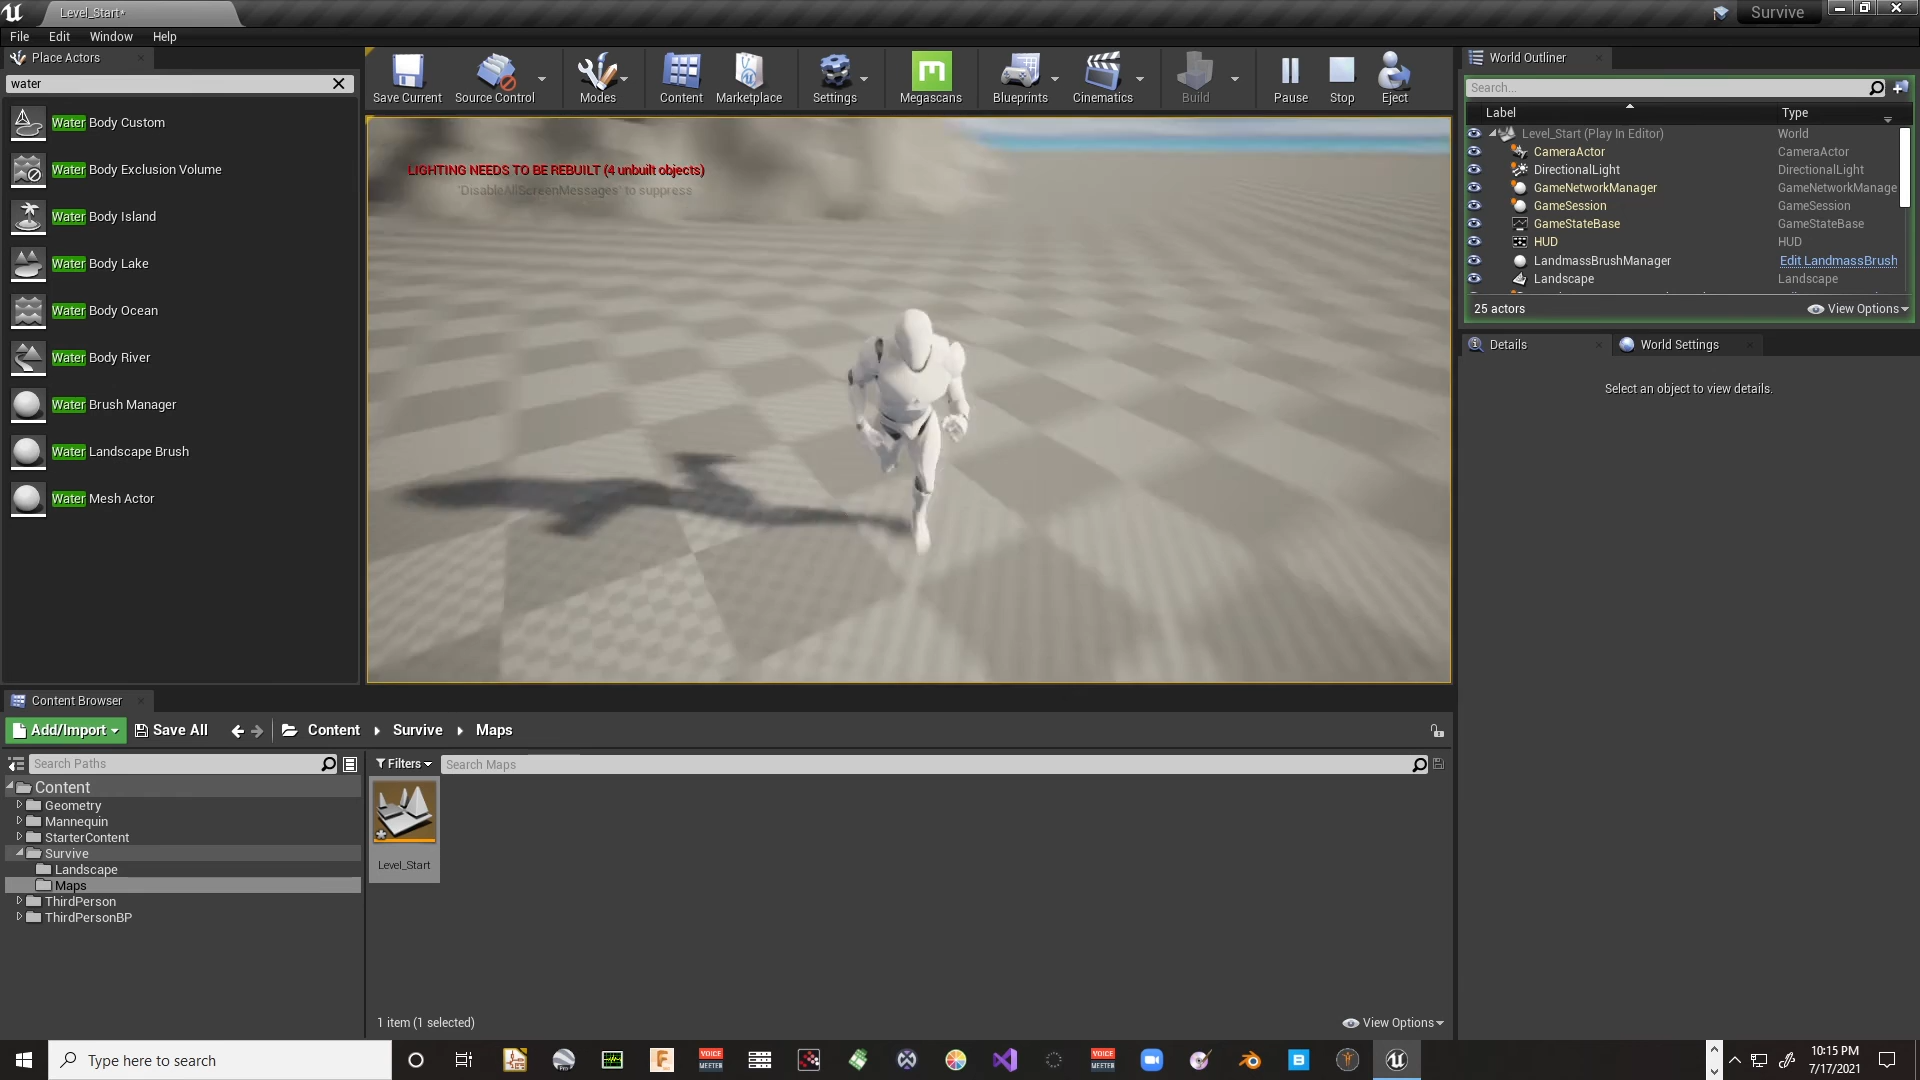 Level_Start*
Survive
File Edit Window Help
Place Actors
water
Water Body Custom
Water Body Exclusion Volume
Water Body Island
Water Body Lake
Water Body Ocean
Water Body River
Water Brush Manager
Water Landscape Brush
Water Mesh Actor
Save Current Source Control Modes Content Marketplace Settings Megascans Blueprints Cinematics Build Pause Stop Eject
LIGHTING NEEDS TO BE REBUILT (4 unbuilt objects)
'DisableAllScreenMessages' to suppress
World Outliner
Search...
Label Type
Level_Start (Play In Editor) World
CameraActor CameraActor
DirectionalLight DirectionalLight
GameNetworkManager GameNetworkManage
GameSession GameSession
GameStateBase GameStateBase
HUD HUD
LandmassBrushManager Edit LandmassBrush
Landscape Landscape
25 actors View Options
Details World Settings
Select an object to view details.
Content Browser
Add/Import Save All Content Survive Maps
Search Paths
Filters Search Maps
Content
Geometry
Mannequin
StarterContent
Survive
Landscape
Maps
ThirdPerson
ThirdPersonBP
Level_Start
1 item (1 selected) View Options
Type here to search
VOICE
MEETER
VOICE
MEETER
10:15 PM
7/17/2021